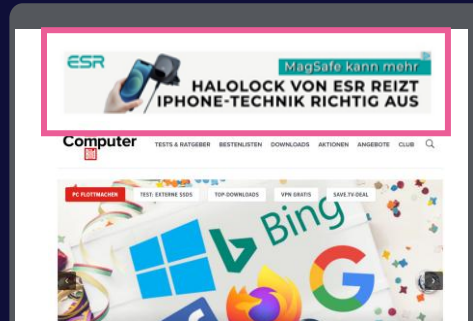 ESR
MagSafe kann mehr
HALOLOCK VON ESR REIZT
IPHONE-TECHNIK RICHTIG AUS
Computer
Bild
TESTS & RATGEBER BESTENLISTEN DOWNLOADS AKTIONEN ANGEBOTE CLUB
PC FLOTTMACHEN TEST: EXTERNE SSDS TOP-DOWNLOADS VPN GRATIS SAVE.TV-DEAL
Bing